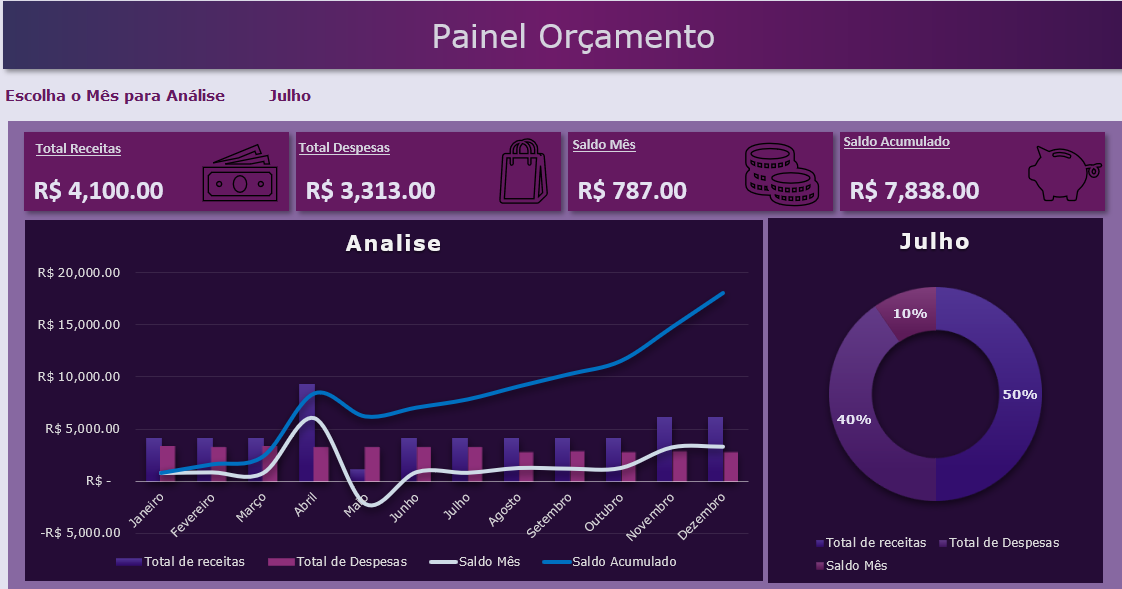 Painel Orçamento
Escolha o Mês para Análise Julho
Total Receitas
R$ 4,100.00
Total Despesas
R$ 3,313.00
Saldo Mês
R$ 787.00
Saldo Acumulado
R$ 7,838.00
Analise
R$ 20,000.00
R$ 15,000.00
R$ 10,000.00
R$ 5,000.00
R$ -
-R$ 5,000.00
Janeiro
Fevereiro
Março
Abril
Maio
Junho
Julho
Agosto
Setembro
Outubro
Novembro
Dezembro
Total de receitas Total de Despesas Saldo Mês Saldo Acumulado
Julho
10%
50%
40%
Total de receitas Total de Despesas
Saldo Mês